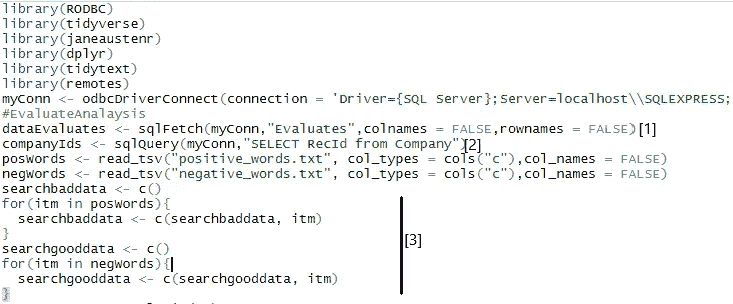 library(RODBC)
library(tidyverse)
library(janeaustenr)
library(dplyr)
library(tidytext)
library(remotes)
myConn <- odbcDriverConnect(connection = 'Driver={SQL Server};Server=localhost\\SQLEXPRESS;
#EvaluateAnalaysis
dataEvaluates <- sqlFetch(myConn,"Evaluates",colnames = FALSE,rownames = FALSE)[1]
companyIds <- sqlQuery(myConn,"SELECT RecId from Company")[2]
posWords <- read_tsv("positive_words.txt", col_types = cols("c"),col_names = FALSE)
negWords <- read_tsv("negative_words.txt", col_types = cols("c"),col_names = FALSE)
searchbaddata <- c()
for(itm in posWords){
  searchbaddata <- c(searchbaddata, itm)
}
[3]
searchgooddata <- c()
for(itm in negWords){
  searchgooddata <- c(searchgooddata, itm)
}